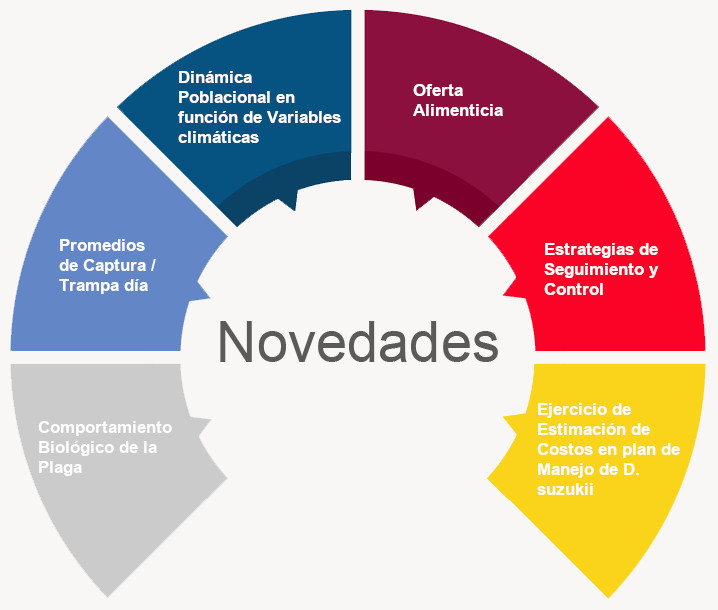 Dinámica
Poblacional en
función de Variables
climáticas
Oferta
Alimenticia
Promedios
de Captura /
Trampa día
Estrategias de
Seguimiento y
Control
Novedades
Comportamiento
Biológico de la
Plaga
Ejercicio de
Estimación de
Costos en plan de
Manejo de D.
suzukii